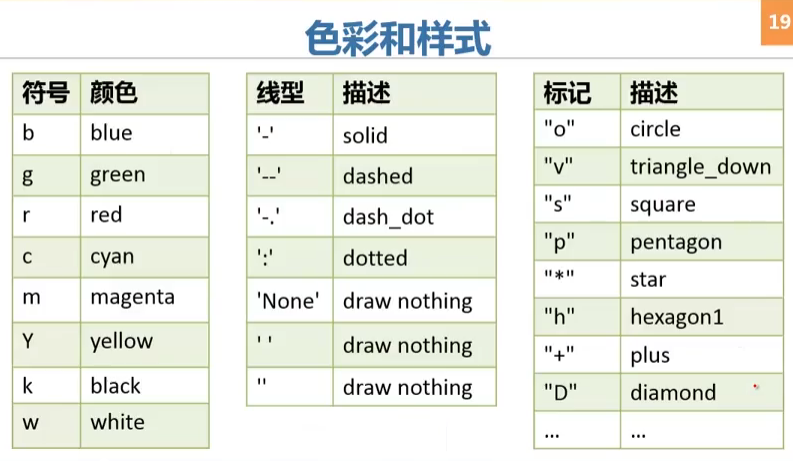 19
色彩和样式
符号 颜色
b blue
g green
r red
c cyan
m magenta
Y yellow
k black
w white
线型 描述
'-' solid
'--' dashed
'-.' dash_dot
':' dotted
'None' draw nothing
' ' draw nothing
'' draw nothing
标记 描述
"o" circle
"v" triangle_down
"s" square
"p" pentagon
"*" star
"h" hexagon1
"+" plus
"D" diamond
... ...